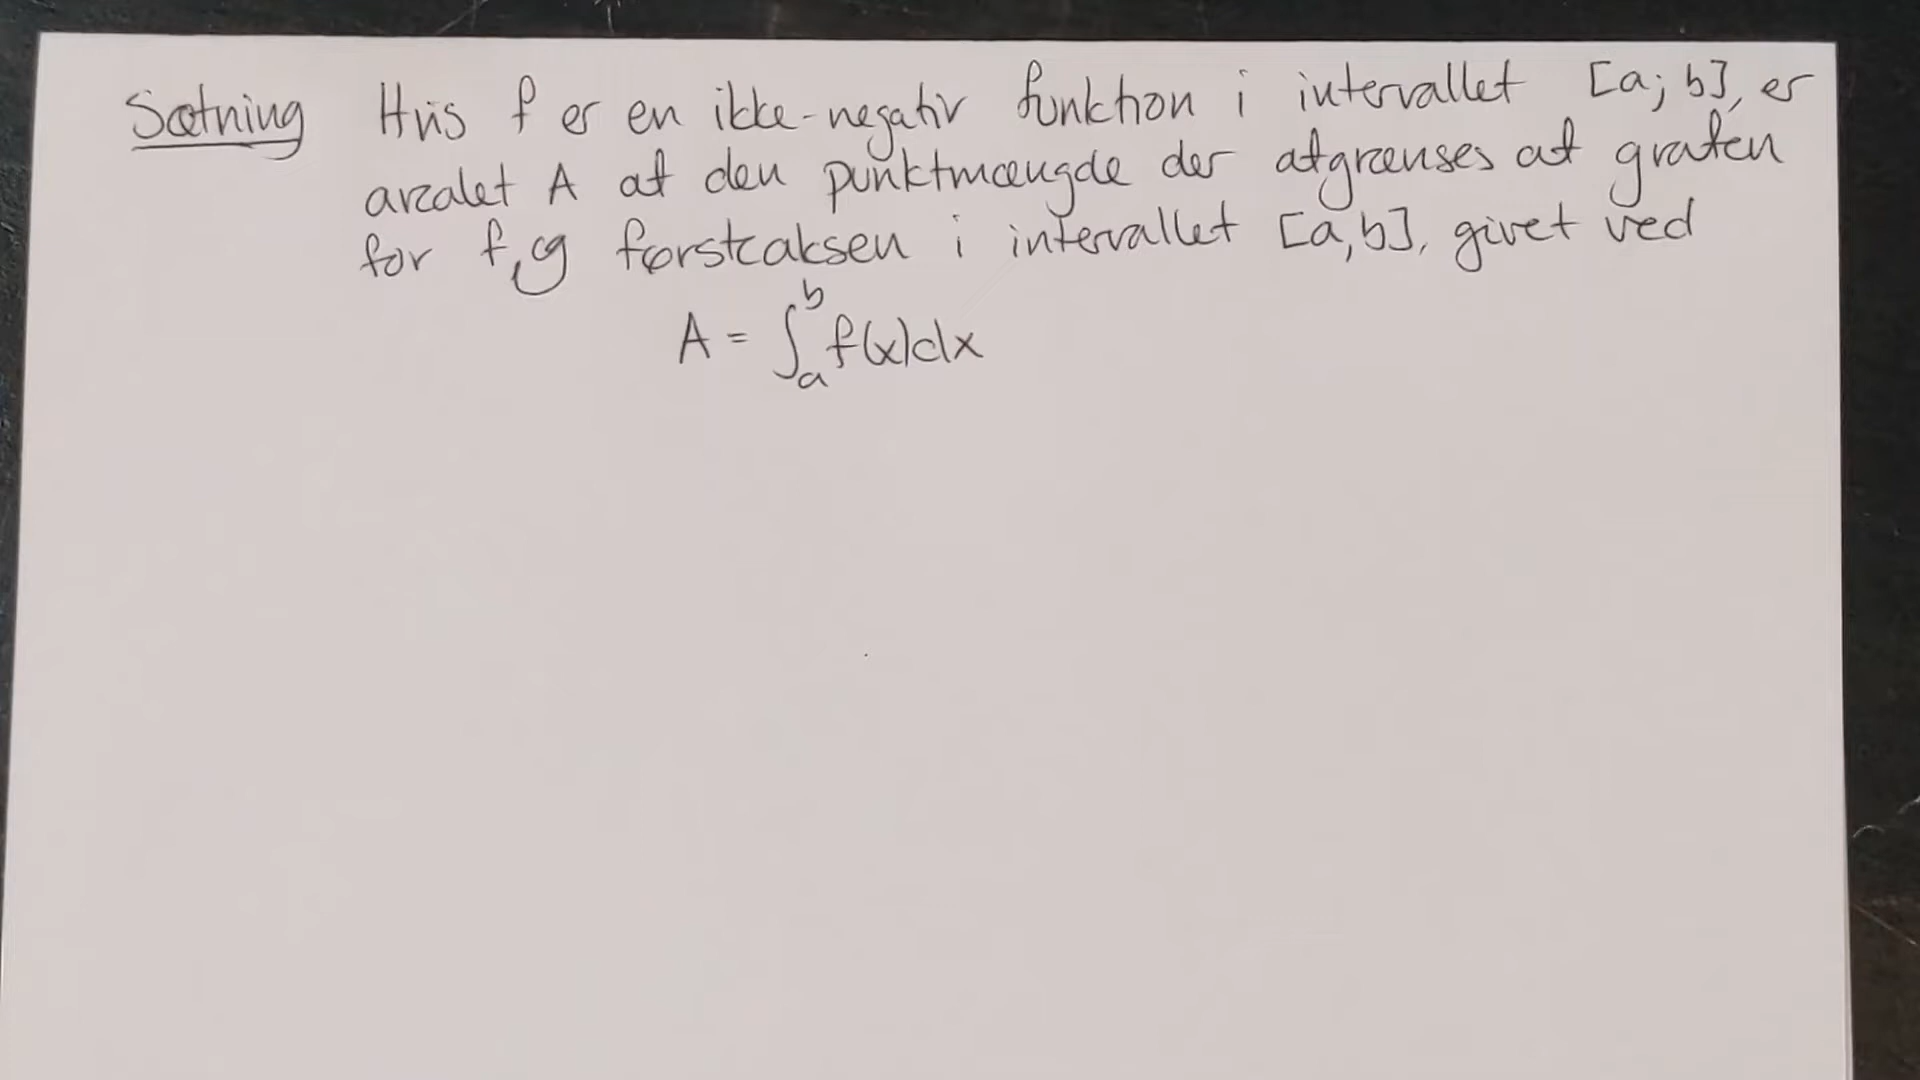 Sætning Hvis f er en ikke-negativ funktion i intervallet [a; b], er
arealet A af den punktmængde der afgrænses af grafen
for f, og førsteaksen i intervallet [a, b], givet ved
A = ∫_a^b f(x)dx